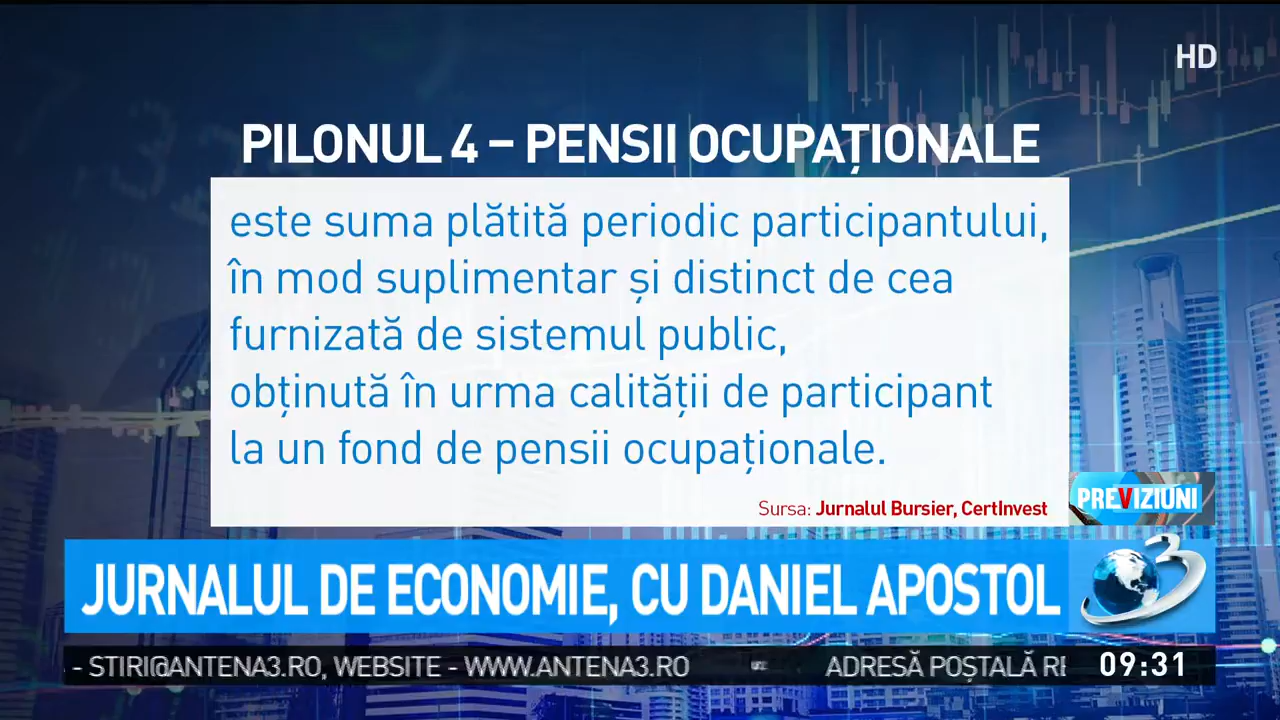 HD
PILONUL 4 – PENSII OCUPAȚIONALE
este suma plătită periodic participantului,
în mod suplimentar și distinct de cea
furnizată de sistemul public,
obținută în urma calității de participant
la un fond de pensii ocupaționale.
Sursa: Jurnalul Bursier, CertInvest
PREVIZIUNI
JURNALUL DE ECONOMIE, CU DANIEL APOSTOL
3
- STIRI@ANTENA3.RO, WEBSITE - WWW.ANTENA3.RO ADRESĂ POȘTALĂ RE
09:31